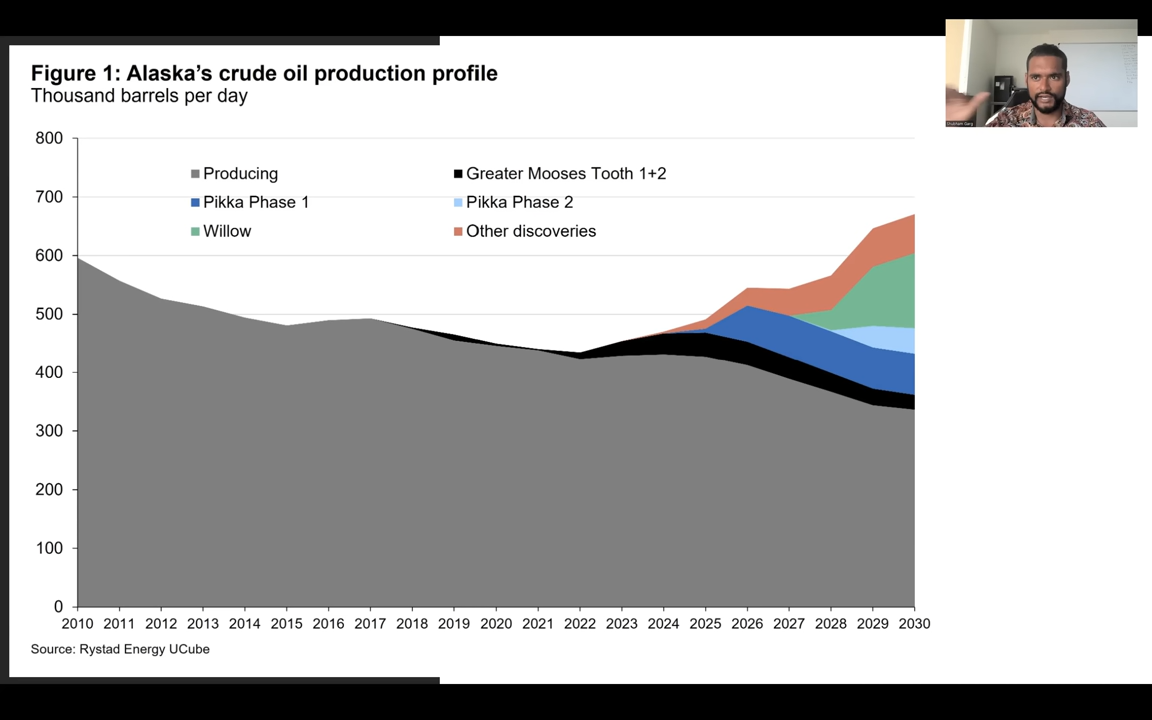 Figure 1: Alaska's crude oil production profile
Thousand barrels per day
800
700
600
500
400
300
200
100
0
Producing
Greater Mooses Tooth 1+2
Pikka Phase 1
Pikka Phase 2
Willow
Other discoveries
2010 2011 2012 2013 2014 2015 2016 2017 2018 2019 2020 2021 2022 2023 2024 2025 2026 2027 2028 2029 2030
Source: Rystad Energy UCube